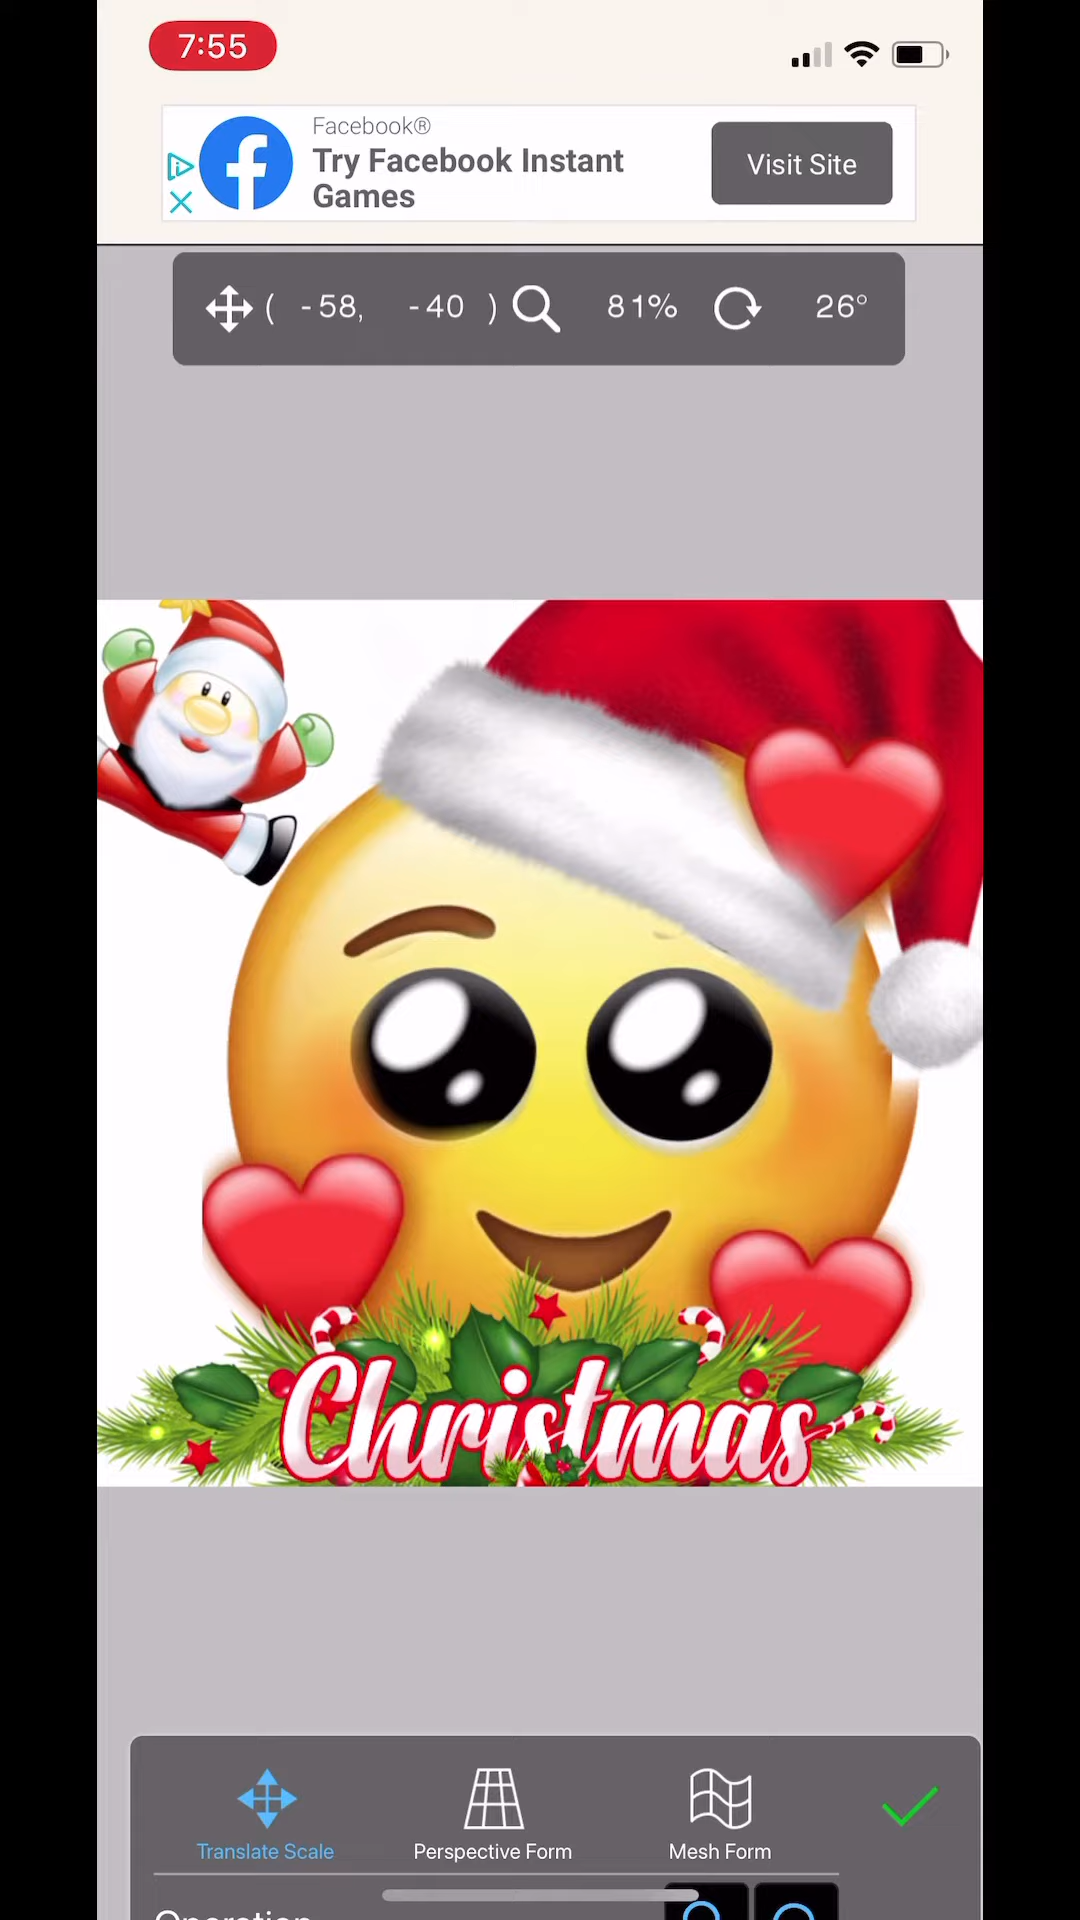 7:55
Facebook®
Try Facebook Instant
Games
Visit Site
( -58, -40 ) 81% 26°
Christmas
Translate Scale
Perspective Form
Mesh Form
Operation